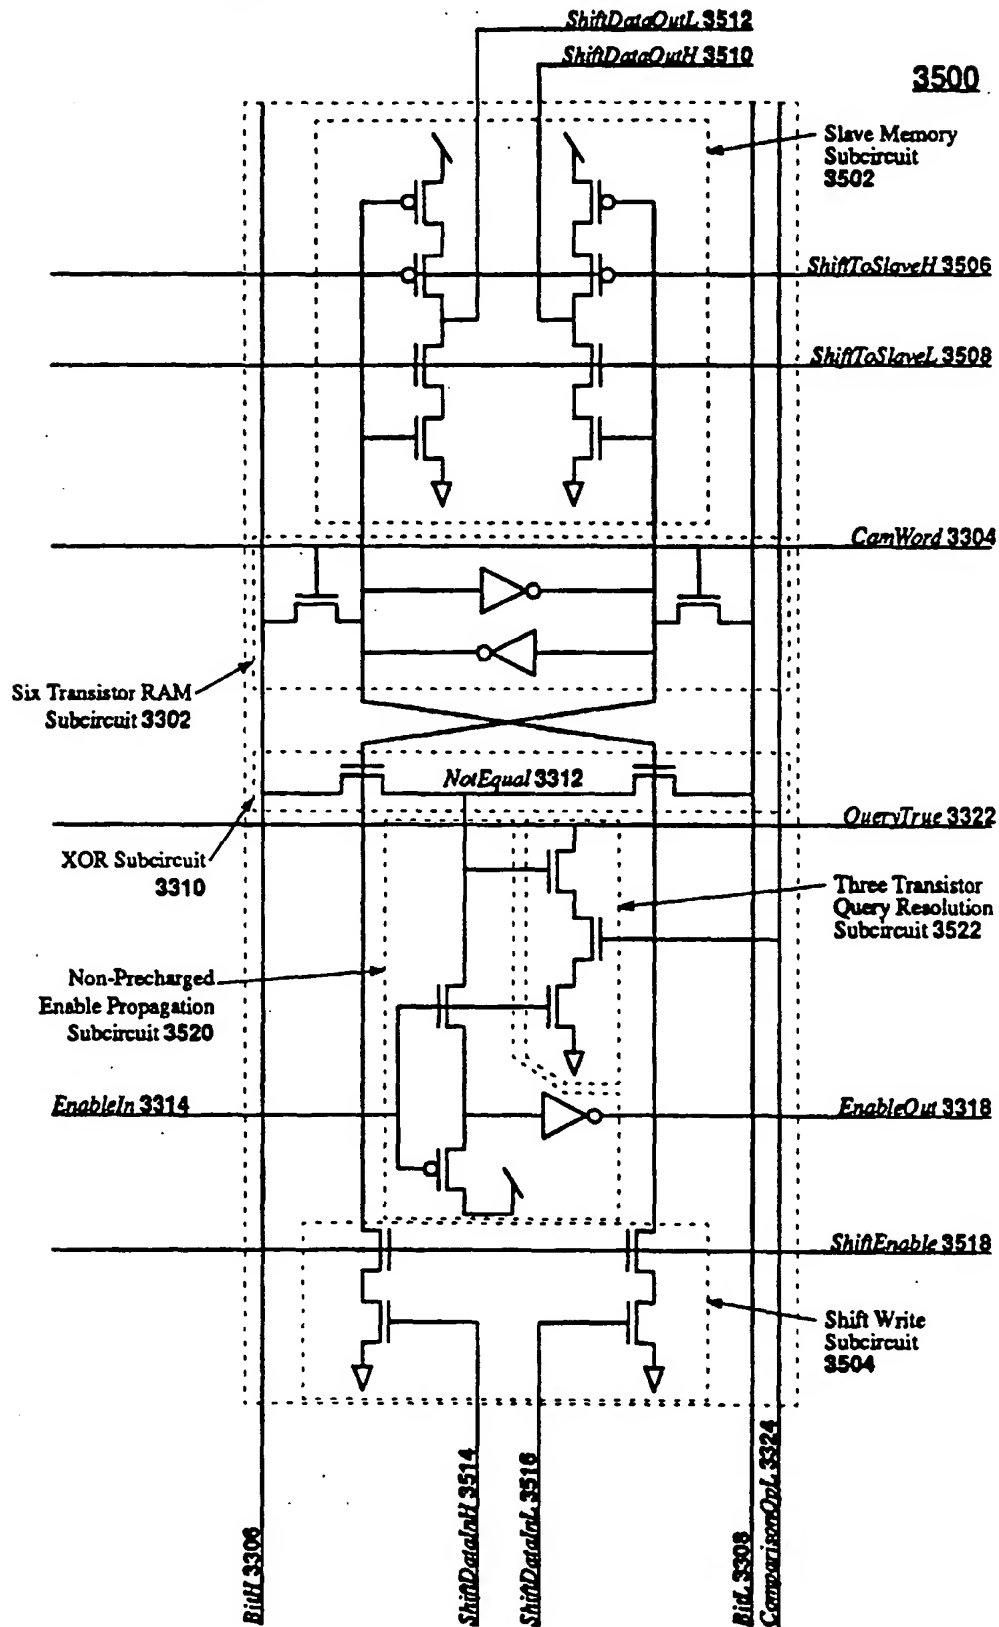 ShiftDataOutL 3512
ShiftDataOutH 3510
3500
Slave Memory
Subcircuit
3502
ShiftToSlaveH 3506
ShiftToSlaveL 3508
CamWord 3304
Six Transistor RAM
Subcircuit 3302
NotEqual 3312
QueryTrue 3322
XOR Subcircuit
3310
Three Transistor
Query Resolution
Subcircuit 3522
Non-Precharged
Enable Propagation
Subcircuit 3520
EnableIn 3314
EnableOut 3318
ShiftEnable 3518
Shift Write
Subcircuit
3504
BitH 3306
ShiftDataInH 3514
ShiftDataInL 3516
BitL 3308
ComparisonOpL 3324